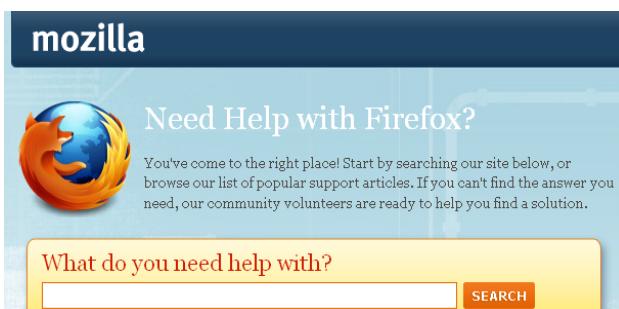 mozilla
Need Help with Firefox?
You've come to the right place! Start by searching our site below, or
browse our list of popular support articles. If you can't find the answer you
need, our community volunteers are ready to help you find a solution.
What do you need help with?
SEARCH